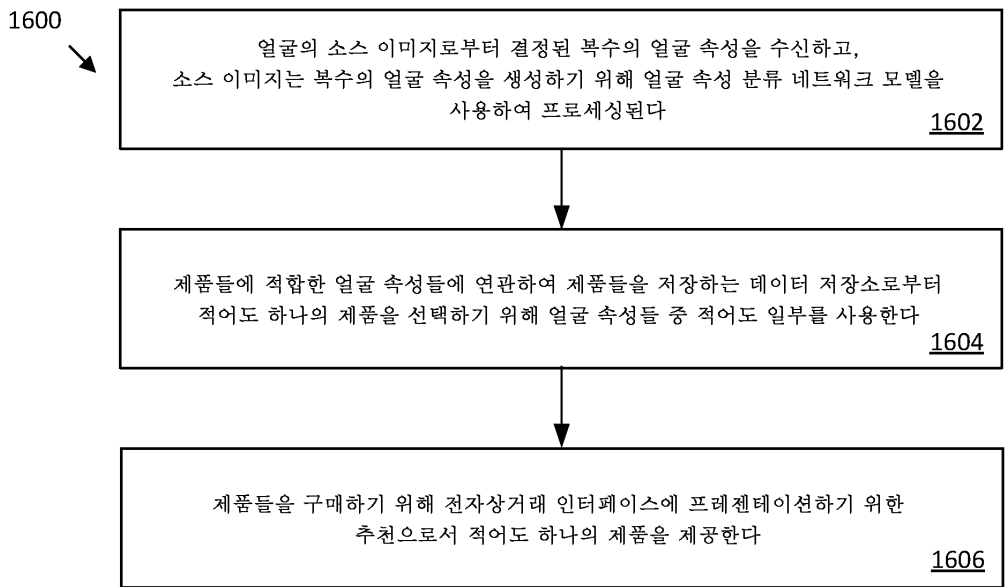 1600
얼굴의 소스 이미지로부터 결정된 복수의 얼굴 속성을 수신하고,
소스 이미지는 복수의 얼굴 속성을 생성하기 위해 얼굴 속성 분류 네트워크 모델을
사용하여 프로세싱된다
1602
제품들에 적합한 얼굴 속성들에 연관하여 제품들을 저장하는 데이터 저장소로부터
적어도 하나의 제품을 선택하기 위해 얼굴 속성들 중 적어도 일부를 사용한다
1604
제품들을 구매하기 위해 전자상거래 인터페이스에 프레젠테이션하기 위한
추천으로서 적어도 하나의 제품을 제공한다
1606